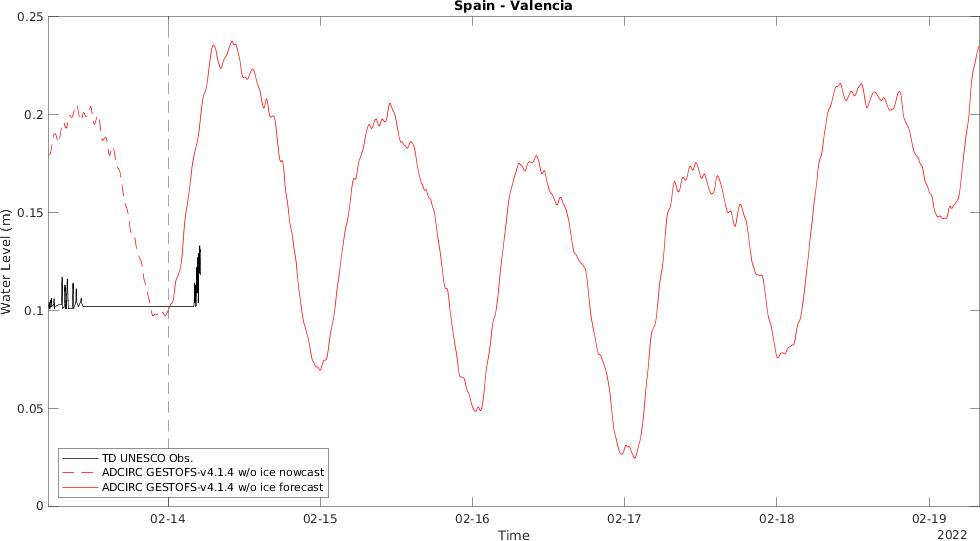 Spain - Valencia
0.25
0.2
0.15
0.1
0.05
0
Water Level (m)
TD UNESCO Obs.
ADCIRC GESTOFS-v4.1.4 w/o ice nowcast
ADCIRC GESTOFS-v4.1.4 w/o ice forecast
02-14
02-15
02-16
02-17
02-18
02-19
Time
2022